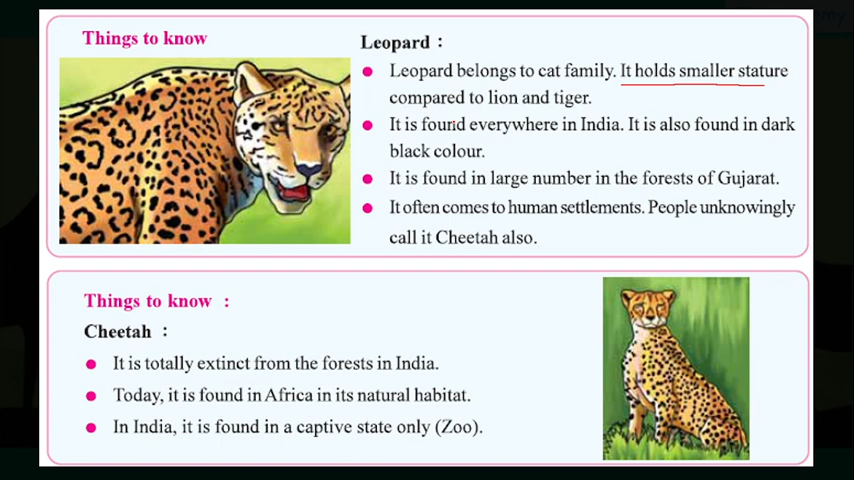 Things to know
Leopard :
Leopard belongs to cat family. It holds smaller stature
compared to lion and tiger.
It is found everywhere in India. It is also found in dark
black colour.
It is found in large number in the forests of Gujarat.
It often comes to human settlements. People unknowingly
call it Cheetah also.
Things to know :
Cheetah :
It is totally extinct from the forests in India.
Today, it is found in Africa in its natural habitat.
In India, it is found in a captive state only (Zoo).